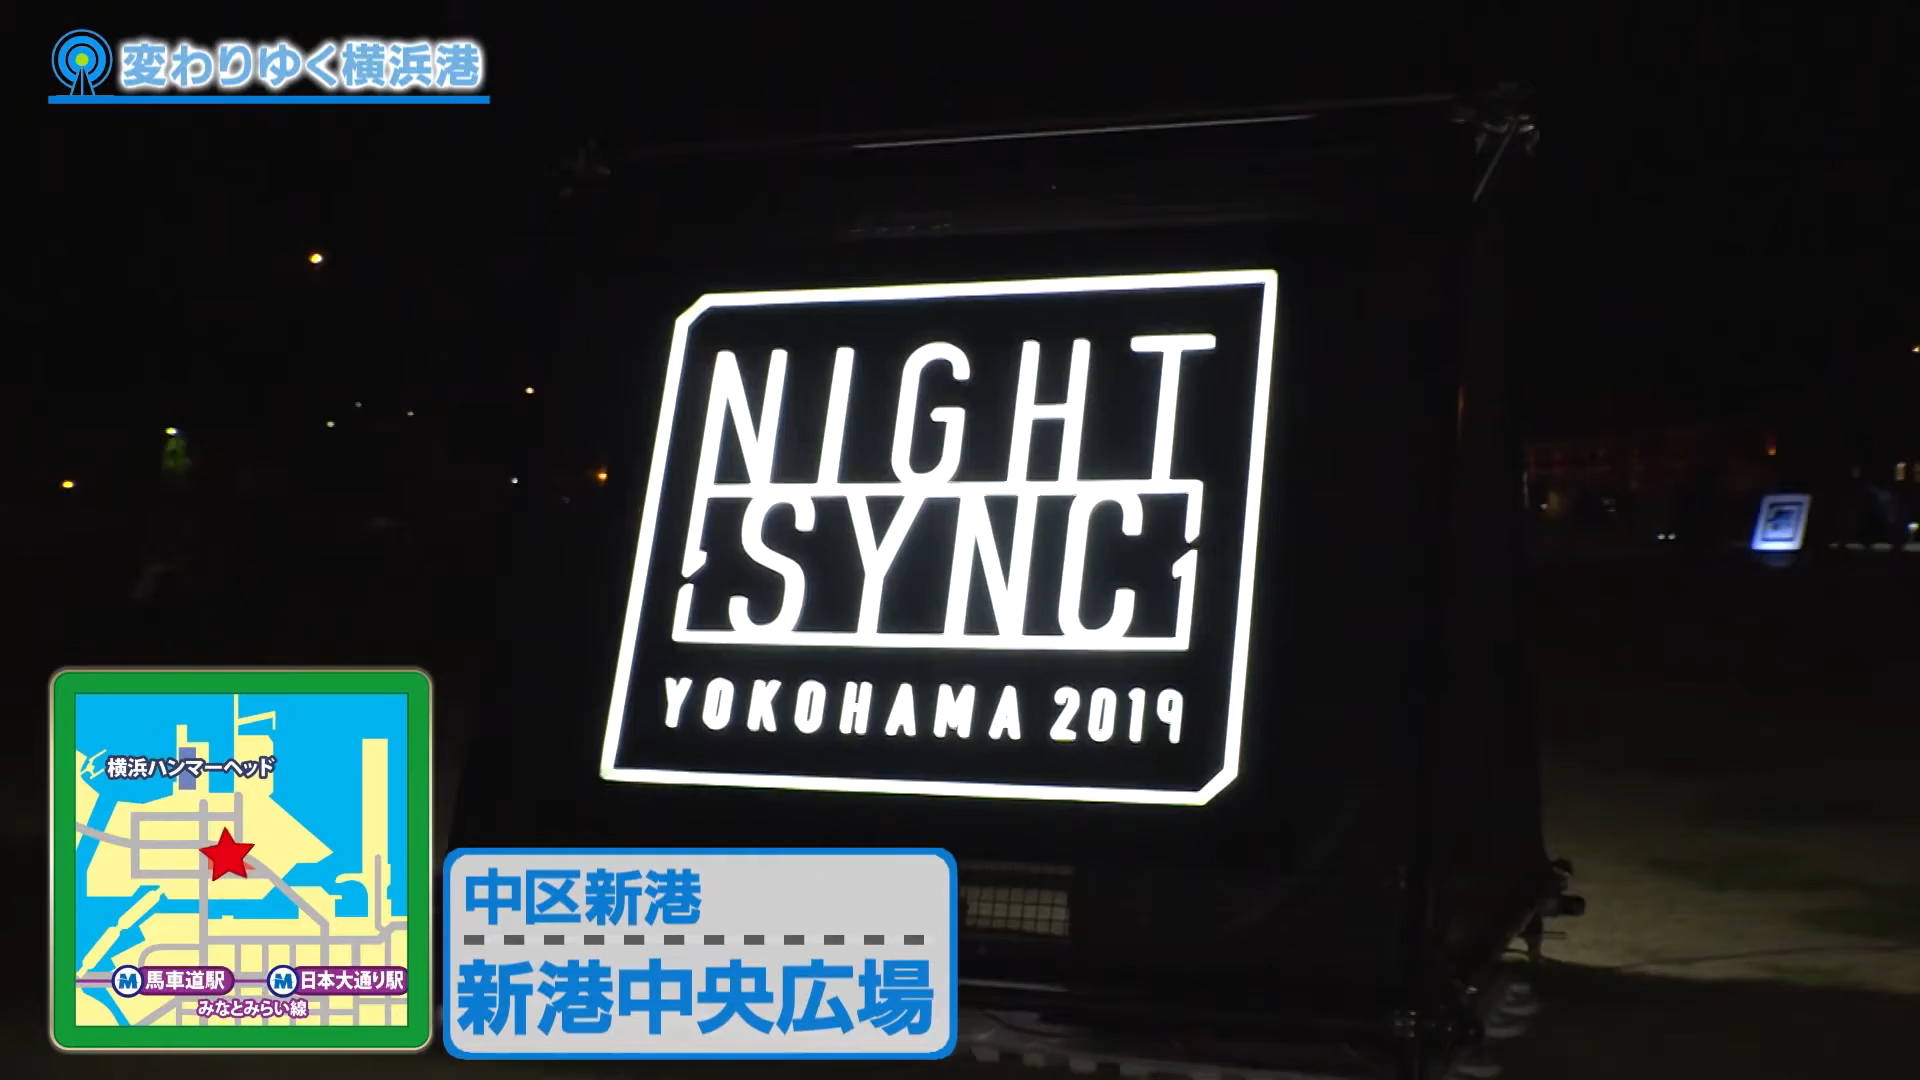 変わりゆく横浜港
NIGHT
SYNC
YOKOHAMA 2019
横浜ハンマーヘッド
M 馬車道駅
M 日本大通り駅
みなとみらい線
中区新港
新港中央広場